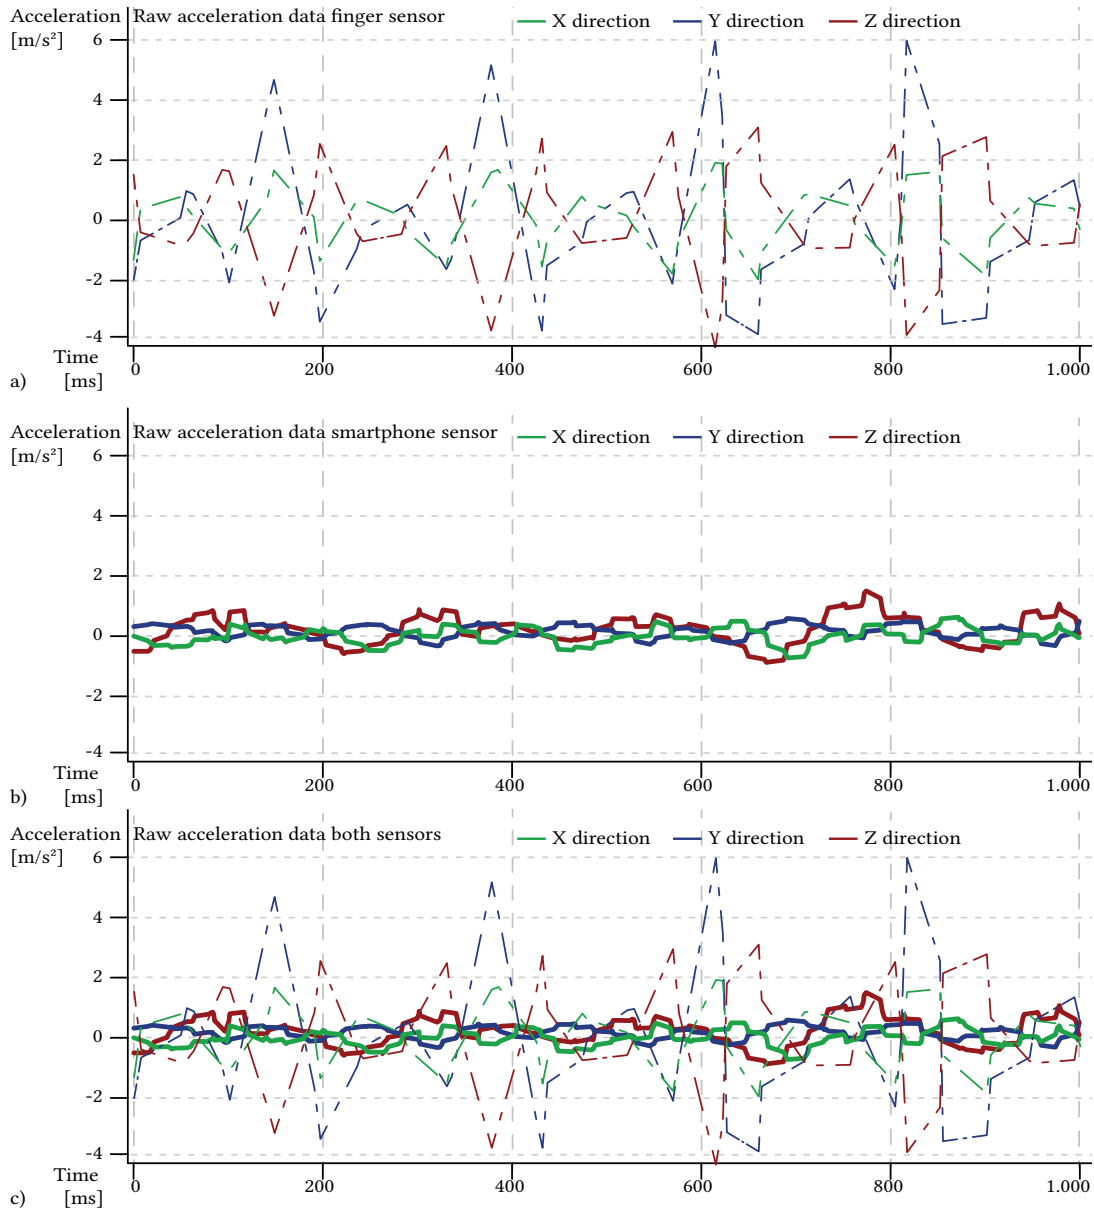 Acceleration Raw acceleration data finger sensor X direction Y direction Z direction
[m/s²]
6
4
2
0
-2
-4
Time 0 200 400 600 800 1.000
a) [ms]
Acceleration Raw acceleration data smartphone sensor X direction Y direction Z direction
[m/s²]
6
4
2
0
-2
-4
Time 0 200 400 600 800 1.000
b) [ms]
Acceleration Raw acceleration data both sensors X direction Y direction Z direction
[m/s²]
6
4
2
0
-2
-4
Time 0 200 400 600 800 1.000
c) [ms]